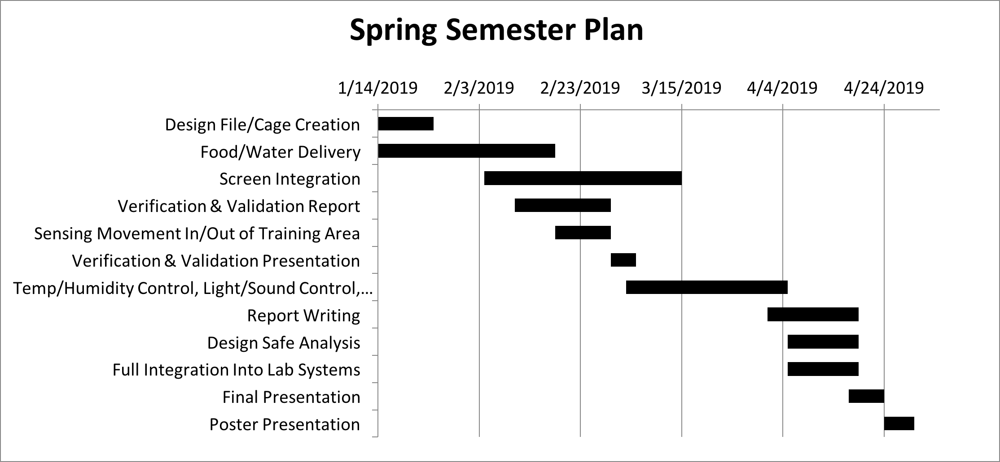 Spring Semester Plan
1/14/2019 2/3/2019 2/23/2019 3/15/2019 4/4/2019 4/24/2019
Design File/Cage Creation
Food/Water Delivery
Screen Integration
Verification & Validation Report
Sensing Movement In/Out of Training Area
Verification & Validation Presentation
Temp/Humidity Control, Light/Sound Control,...
Report Writing
Design Safe Analysis
Full Integration Into Lab Systems
Final Presentation
Poster Presentation